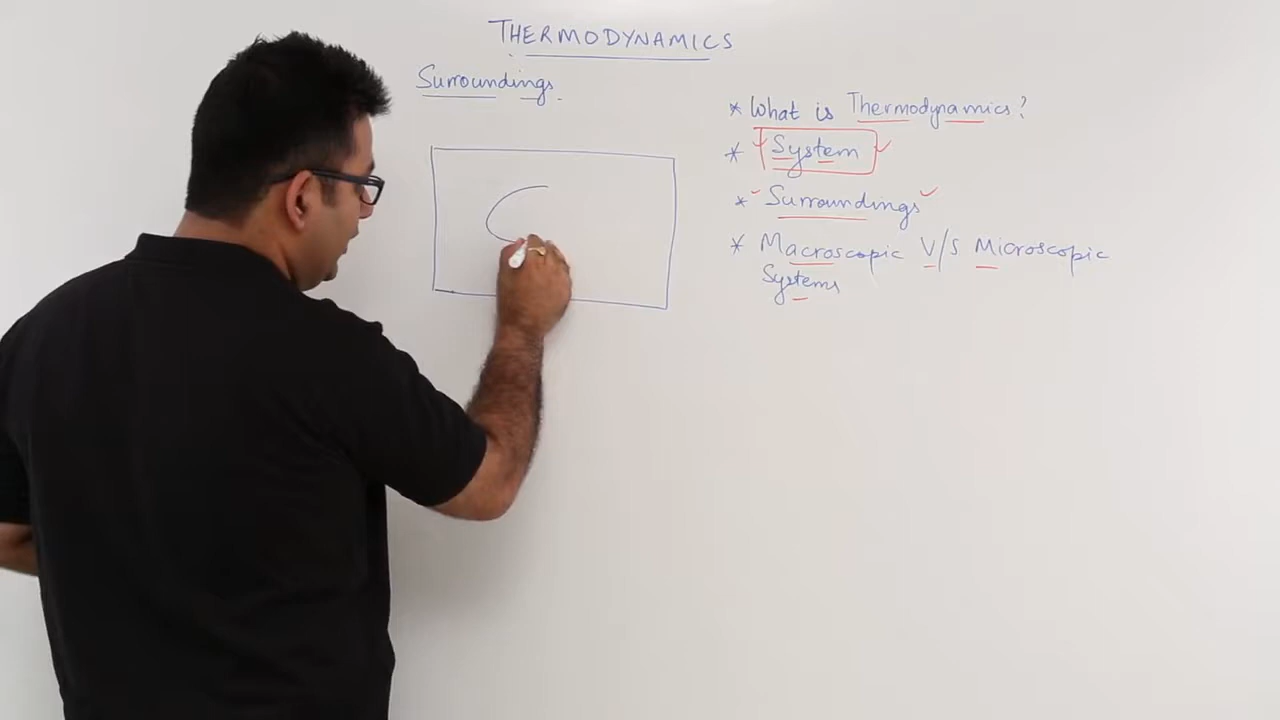 THERMODYNAMICS
Surroundings.
* What is Thermodynamics?
* System
* Surroundings
* Macroscopic V/s Microscopic
Systems